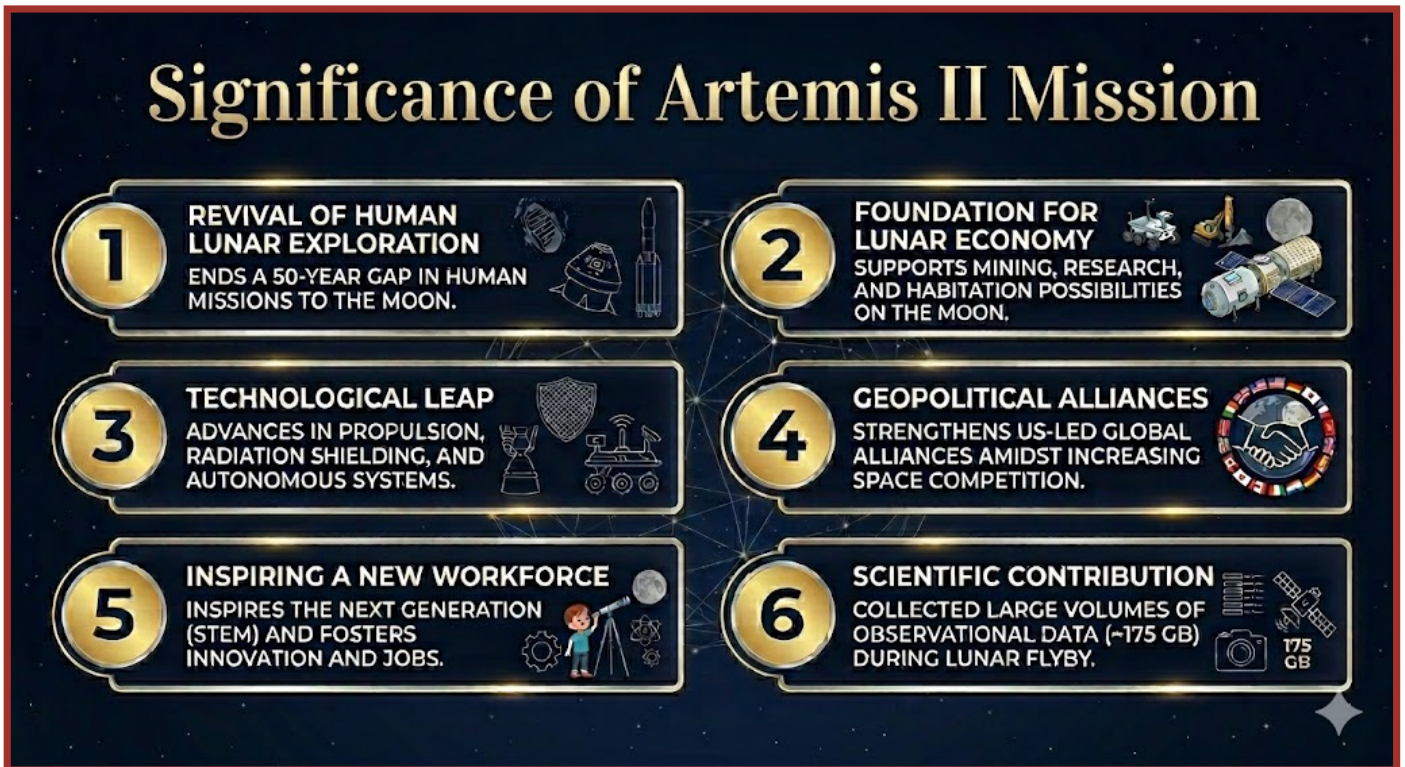 Significance of Artemis II Mission
1
REVIVAL OF HUMAN
LUNAR EXPLORATION
ENDS A 50-YEAR GAP IN HUMAN
MISSIONS TO THE MOON.
2
FOUNDATION FOR
LUNAR ECONOMY
SUPPORTS MINING, RESEARCH,
AND HABITATION POSSIBILITIES
ON THE MOON.
3
TECHNOLOGICAL LEAP
ADVANCES IN PROPULSION,
RADIATION SHIELDING, AND
AUTONOMOUS SYSTEMS.
4
GEOPOLITICAL ALLIANCES
STRENGTHENS US-LED GLOBAL
ALLIANCES AMIDST INCREASING
SPACE COMPETITION.
5
INSPIRING A NEW WORKFORCE
INSPIRES THE NEXT GENERATION
(STEM) AND FOSTERS
INNOVATION AND JOBS.
6
SCIENTIFIC CONTRIBUTION
COLLECTED LARGE VOLUMES OF
OBSERVATIONAL DATA (~175 GB)
DURING LUNAR FLYBY.
175
GB